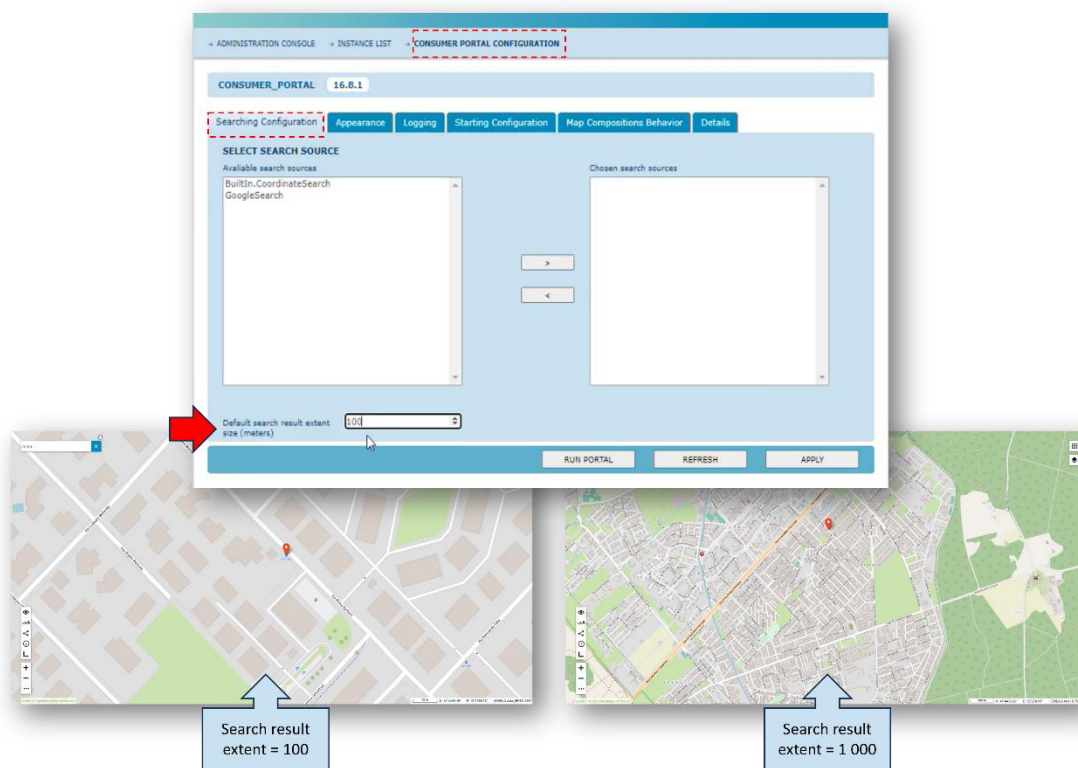 → ADMINISTRATION CONSOLE → INSTANCE LIST → CONSUMER PORTAL CONFIGURATION
CONSUMER_PORTAL 16.8.1
Searching Configuration Appearance Logging Starting Configuration Map Compositions Behavior Details
SELECT SEARCH SOURCE
Available search sources Chosen search sources
BuiltIn.CoordinateSearch
GoogleSearch
>
<
Default search result extent
size (meters)
100
RUN PORTAL REFRESH APPLY
Search result
extent = 100
Search result
extent = 1 000